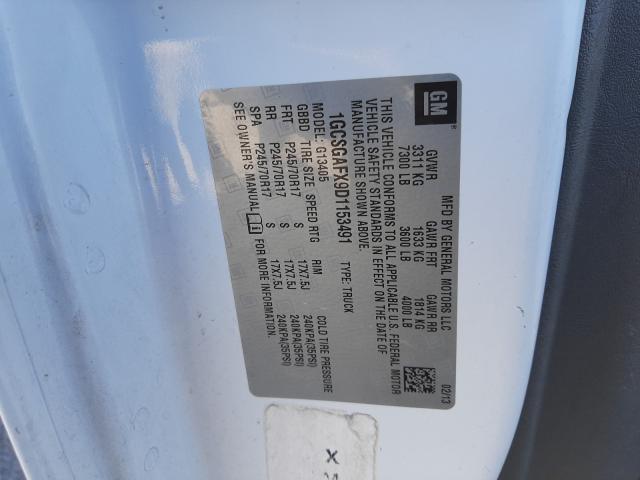 GM
MFD BY GENERAL MOTORS LLC
02/13
GVWR GAWR FRT GAWR RR
3311 KG 1633 KG 1814 KG
7300 LB 3600 LB 4000 LB
THIS VEHICLE CONFORMS TO ALL APPLICABLE U.S. FEDERAL MOTOR
VEHICLE SAFETY STANDARDS IN EFFECT ON THE DATE OF
MANUFACTURE SHOWN ABOVE.
1GCSGAFX9D1153491 TYPE: TRUCK
MODEL: G13405
GBBD TIRE SIZE SPEED RTG RIM COLD TIRE PRESSURE
FRT P245/70R17 S 17X7.5J 240KPA(35PSI)
RR P245/70R17 S 17X7.5J 240KPA(35PSI)
SPA P245/70R17 S 17X7.5J 240KPA(35PSI)
SEE OWNER'S MANUAL FOR MORE INFORMATION.
X